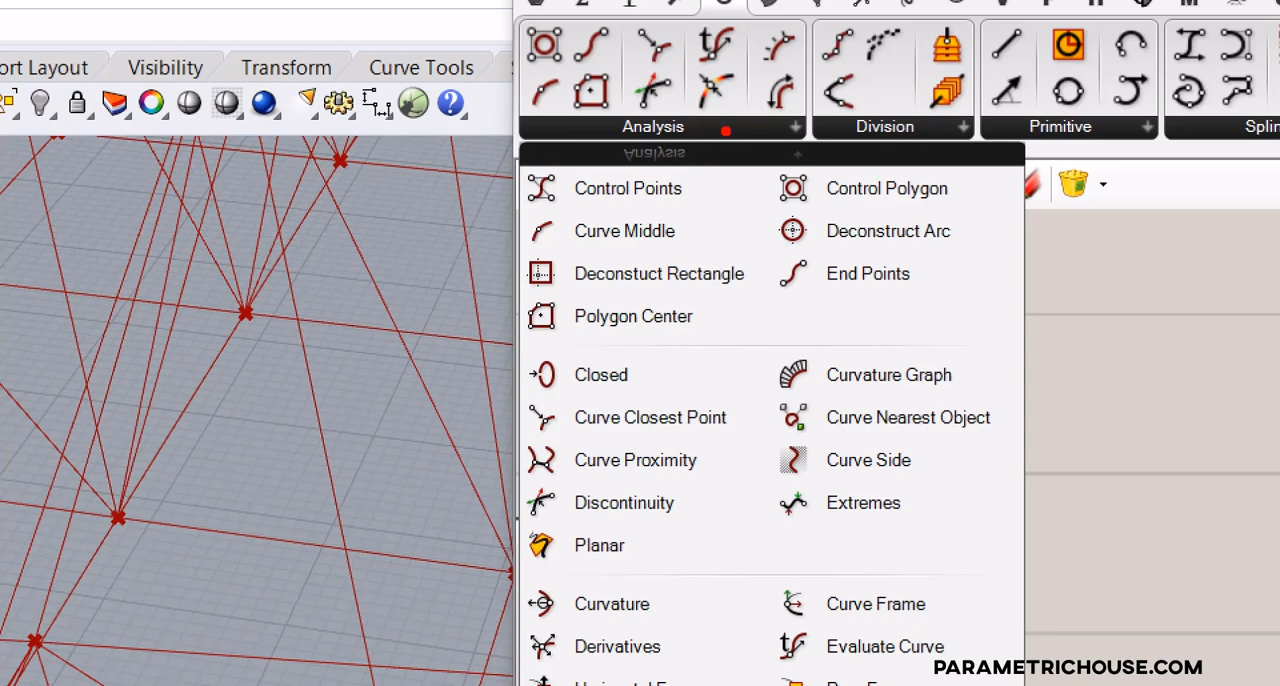 ort Layout Visibility Transform Curve Tools
Analysis Division Primitive Splin
Analysis
Control Points Control Polygon
Curve Middle Deconstruct Arc
Deconstuct Rectangle End Points
Polygon Center
Closed Curvature Graph
Curve Closest Point Curve Nearest Object
Curve Proximity Curve Side
Discontinuity Extremes
Planar
Curvature Curve Frame
Derivatives Evaluate Curve
PARAMETRICHOUSE.COM